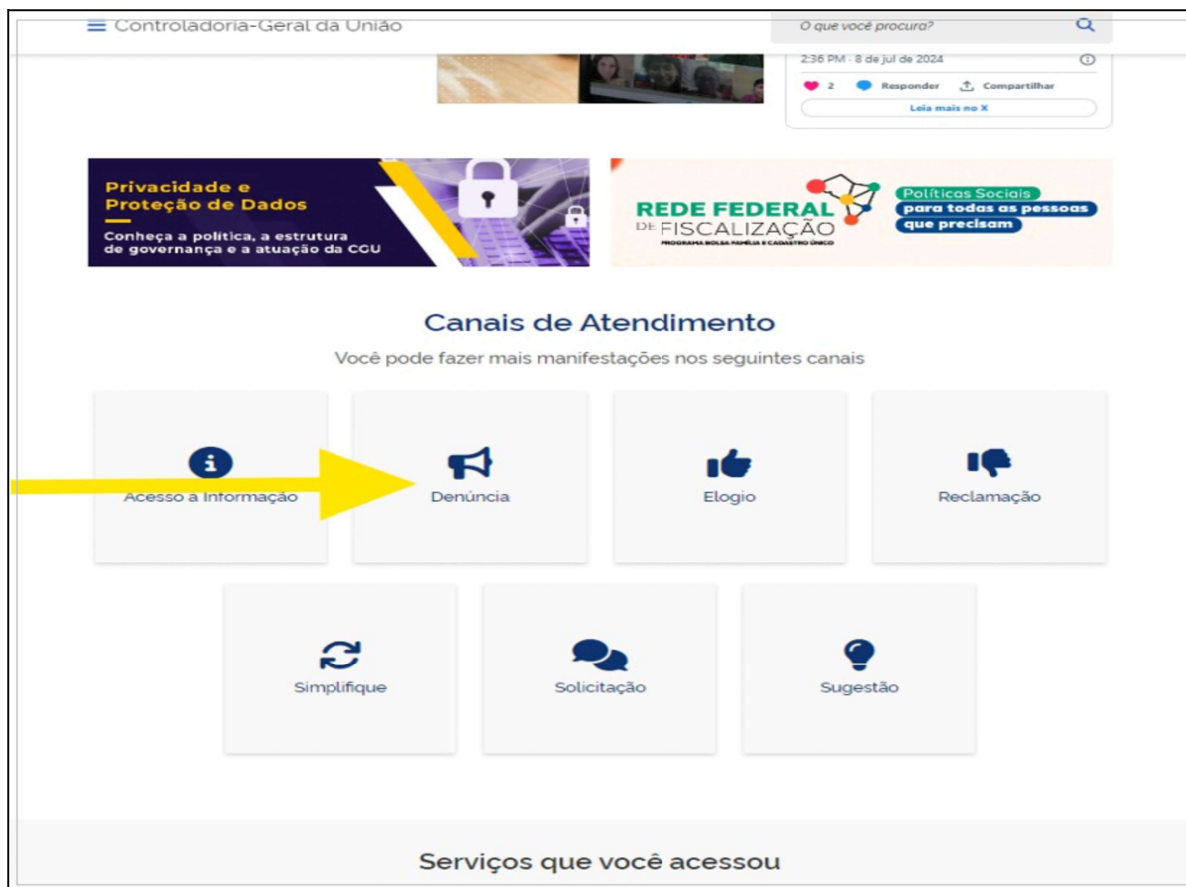 Controladoria-Geral da União
O que você procura?
2:36 PM · 8 de jul de 2024
2 Responder Compartilhar
Leia mais no X
Privacidade e
Proteção de Dados
Conheça a política, a estrutura
de governança e a atuação da CGU
REDE FEDERAL
DE FISCALIZAÇÃO
PROGRAMA BOLSA FAMÍLIA E CADASTRO ÚNICO
Políticas Sociais
para todas as pessoas
que precisam
Canais de Atendimento
Você pode fazer mais manifestações nos seguintes canais
Acesso a Informação
Denúncia
Elogio
Reclamação
Simplifique
Solicitação
Sugestão
Serviços que você acessou